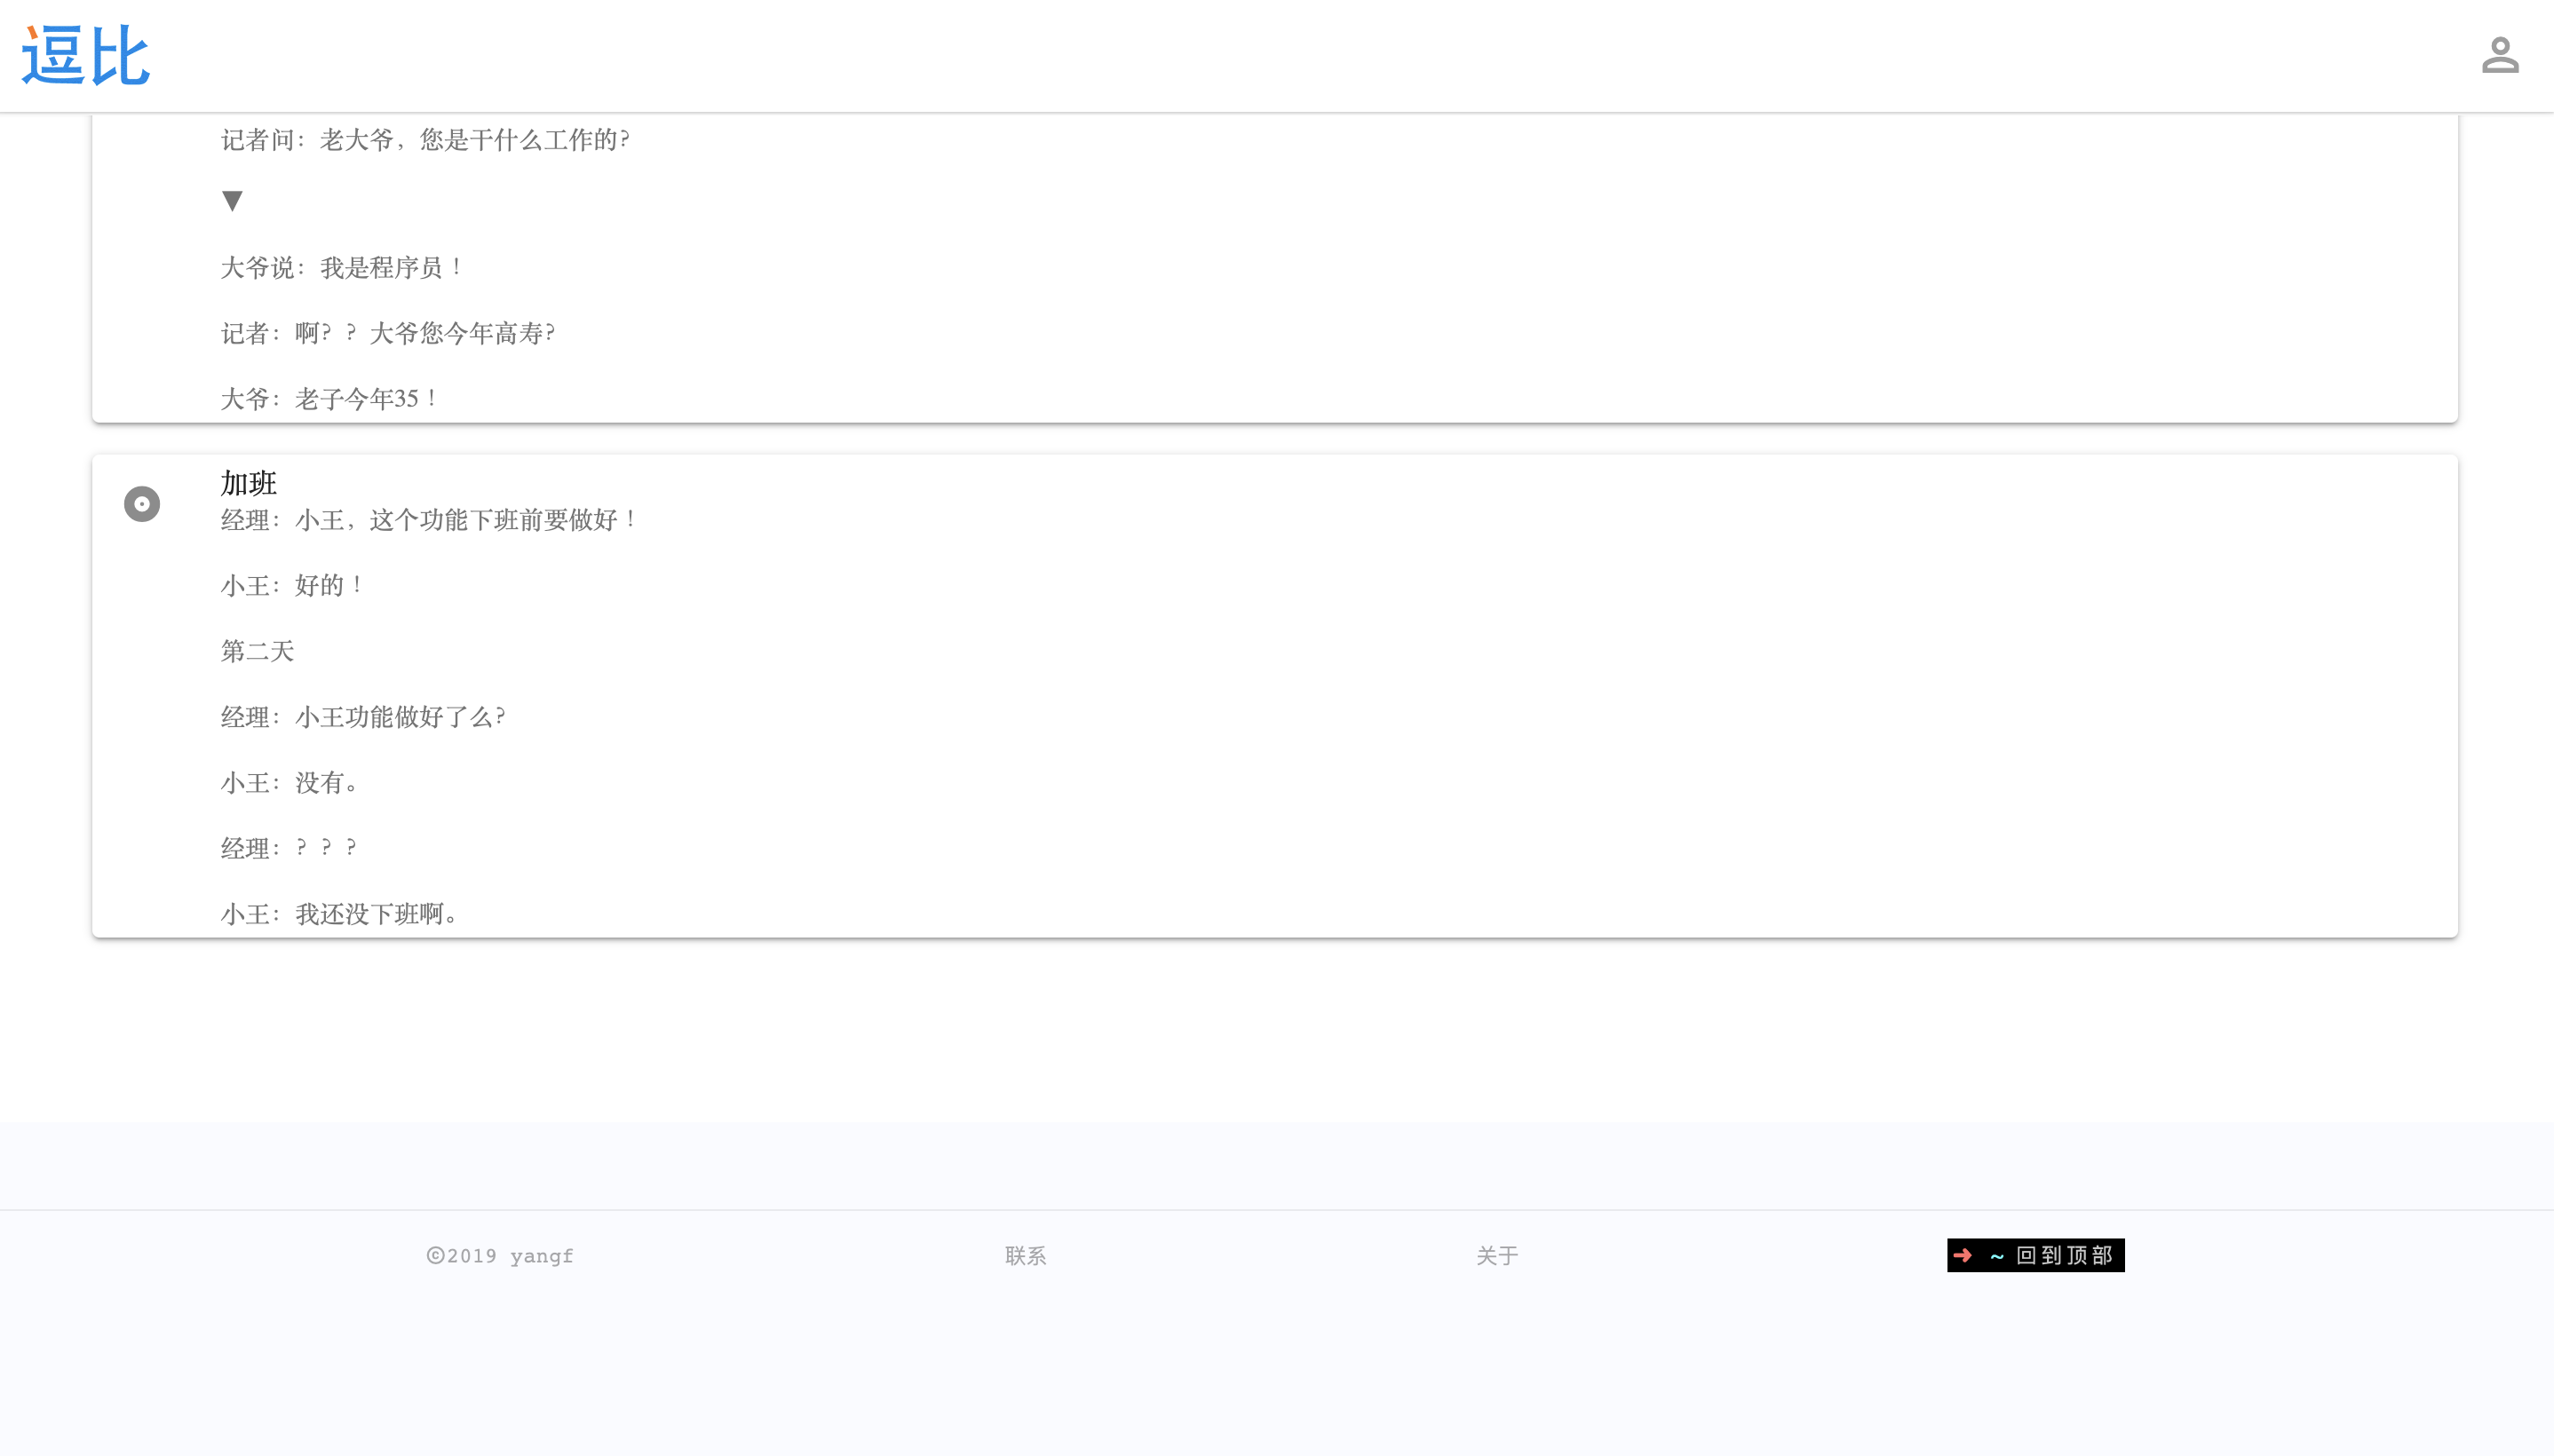 逗比
记者问：老大爷，您是干什么工作的？
▼
大爷说：我是程序员！
记者：啊？？大爷您今年高寿？
大爷：老子今年35！
加班
经理：小王，这个功能下班前要做好！
小王：好的！
第二天
经理：小王功能做好了么？
小王：没有。
经理：？？？
小王：我还没下班啊。
©2019 yangf
联系
关于
➜ ~ 回到顶部